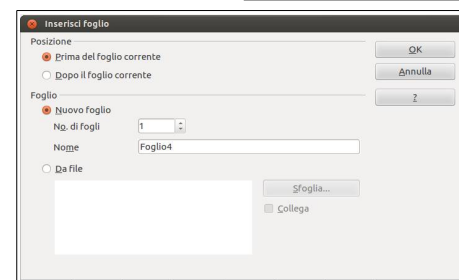 Inserisci foglio
Posizione
Prima del foglio corrente
Dopo il foglio corrente
OK
Annulla
?
Foglio
Nuovo foglio
No. di fogli 1
Nome Foglio4
Da file
Sfoglia...
Collega